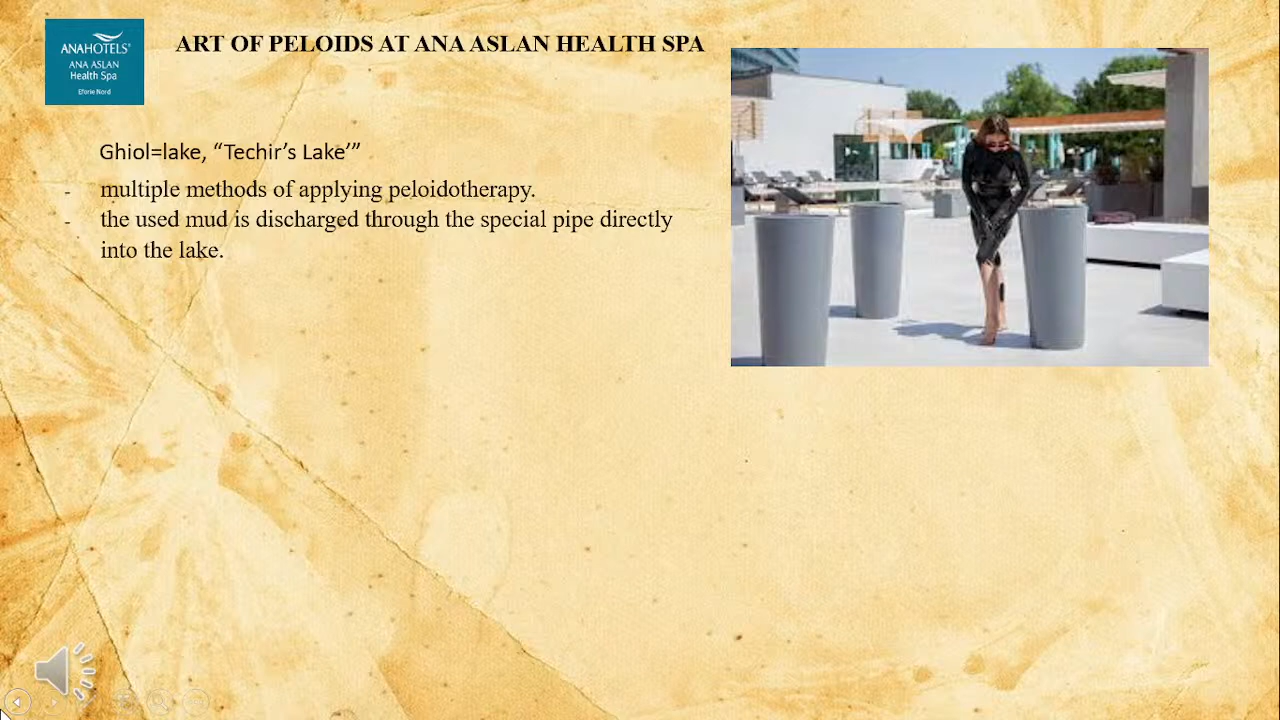 ANAHOTELS®
ANA ASLAN
Health Spa
Eforie Nord
ART OF PELOIDS AT ANA ASLAN HEALTH SPA
Ghiol=lake, “Techir’s Lake’”
- multiple methods of applying peloidotherapy.
- the used mud is discharged through the special pipe directly
into the lake.